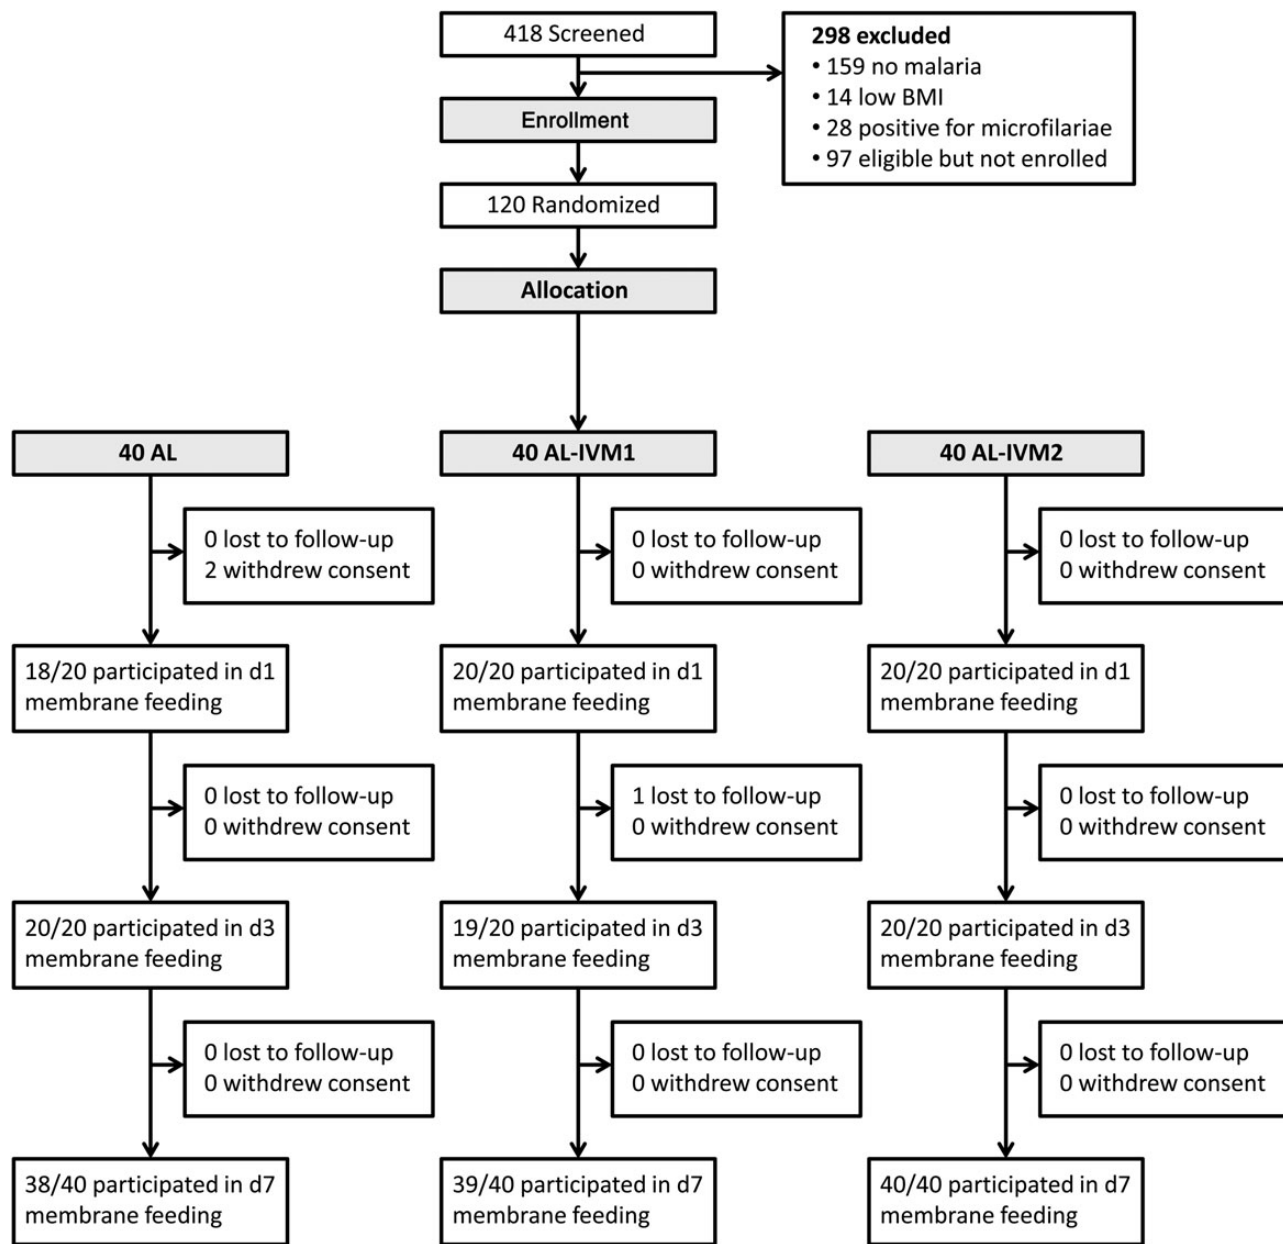 418 Screened
298 excluded
• 159 no malaria
• 14 low BMI
• 28 positive for microfilariae
• 97 eligible but not enrolled
Enrollment
120 Randomized
Allocation
40 AL
40 AL-IVM1
40 AL-IVM2
0 lost to follow-up
2 withdrew consent
0 lost to follow-up
0 withdrew consent
0 lost to follow-up
0 withdrew consent
18/20 participated in d1
membrane feeding
20/20 participated in d1
membrane feeding
20/20 participated in d1
membrane feeding
0 lost to follow-up
0 withdrew consent
1 lost to follow-up
0 withdrew consent
0 lost to follow-up
0 withdrew consent
20/20 participated in d3
membrane feeding
19/20 participated in d3
membrane feeding
20/20 participated in d3
membrane feeding
0 lost to follow-up
0 withdrew consent
0 lost to follow-up
0 withdrew consent
0 lost to follow-up
0 withdrew consent
38/40 participated in d7
membrane feeding
39/40 participated in d7
membrane feeding
40/40 participated in d7
membrane feeding